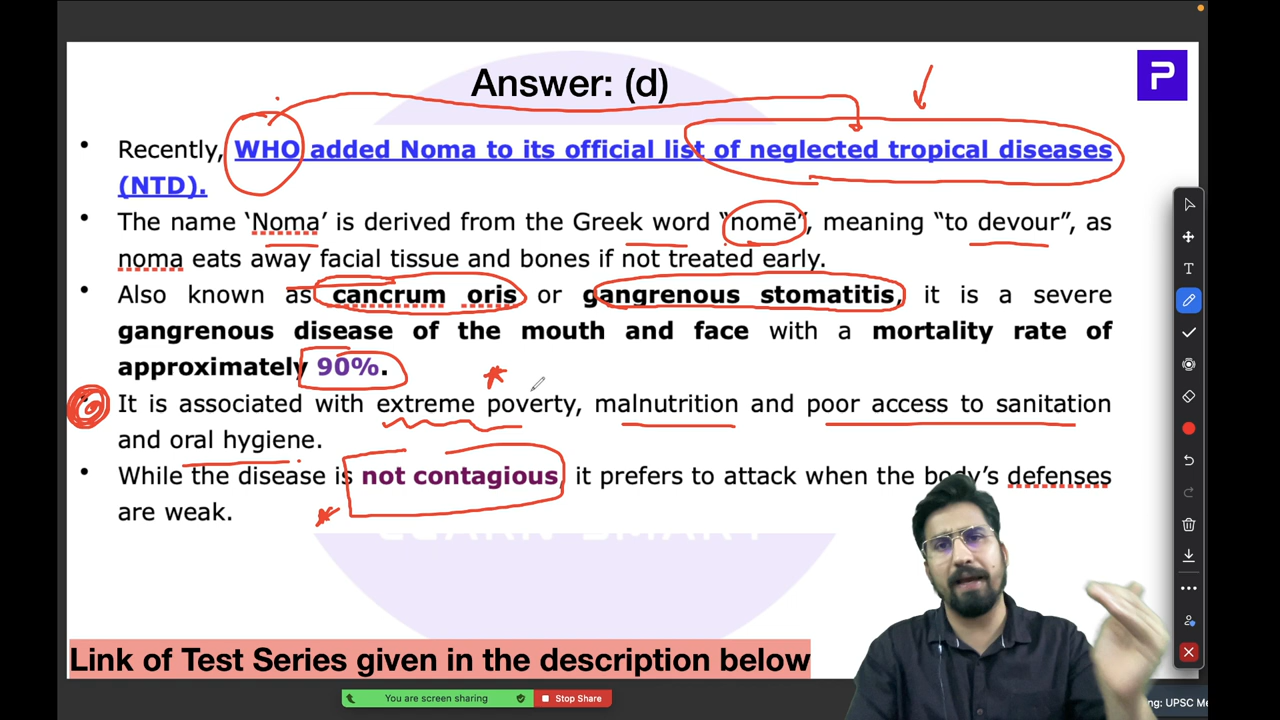 Answer: (d)
P
• Recently, WHO added Noma to its official list of neglected tropical diseases
(NTD).
• The name ‘Noma’ is derived from the Greek word “nomē”, meaning “to devour”, as
noma eats away facial tissue and bones if not treated early.
• Also known as cancrum oris or gangrenous stomatitis, it is a severe
gangrenous disease of the mouth and face with a mortality rate of
approximately 90%.
It is associated with extreme poverty, malnutrition and poor access to sanitation
and oral hygiene.
• While the disease is not contagious, it prefers to attack when the body’s defenses
are weak.
LEARN SMART
Link of Test Series given in the description below
You are screen sharing
Stop Share
ng: UPSC Me